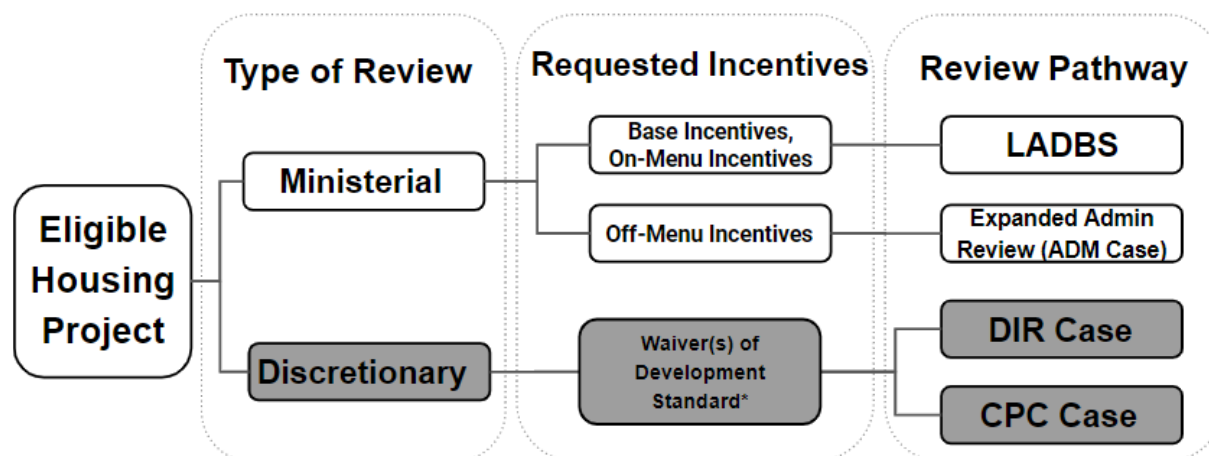 Type of Review
Requested Incentives
Review Pathway
Eligible
Housing
Project
Ministerial
Base Incentives,
On-Menu Incentives
LADBS
Off-Menu Incentives
Expanded Admin
Review (ADM Case)
Discretionary
Waiver(s) of
Development
Standard*
DIR Case
CPC Case